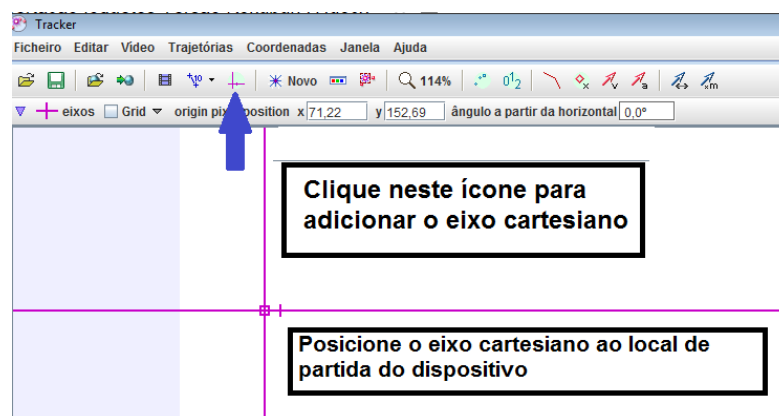 Tracker
Ficheiro Editar Video Trajetórias Coordenadas Janela Ajuda
Novo 114%
eixos Grid origin position x 71,22 y 152,69 ângulo a partir da horizontal 0,0°
Clique neste ícone para
adicionar o eixo cartesiano
Posicione o eixo cartesiano ao local de
partida do dispositivo